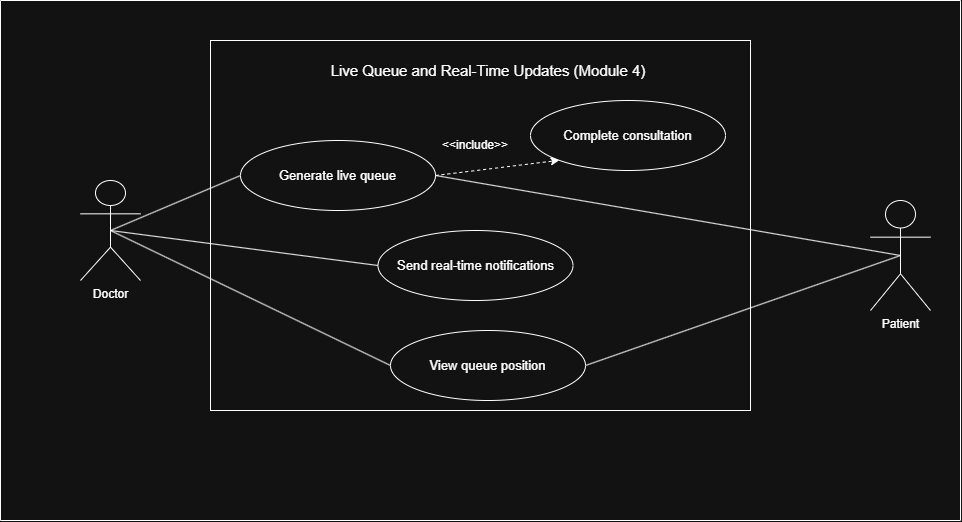 Live Queue and Real-Time Updates (Module 4)
Complete consultation
<<include>>
Generate live queue
Send real-time notifications
Doctor
Patient
View queue position